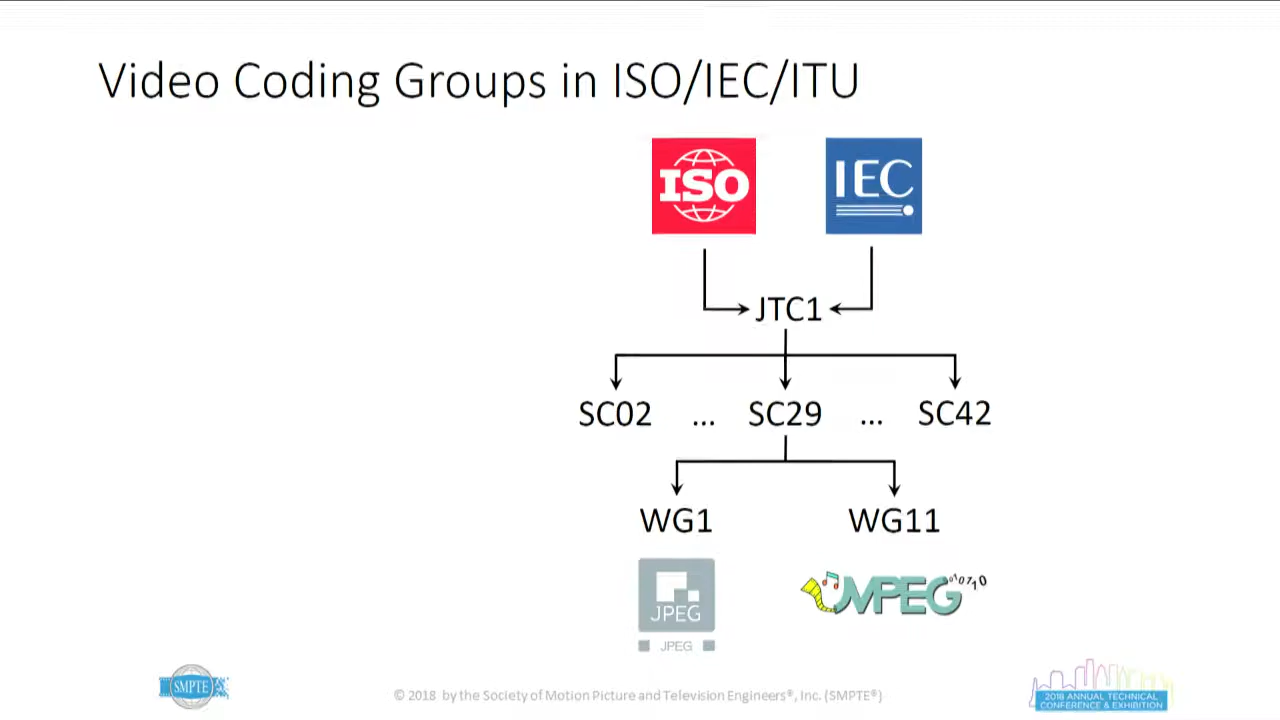 Video Coding Groups in ISO/IEC/ITU
ISO
IEC
JTC1
SC02 ... SC29 ... SC42
WG1 WG11
JPEG
MPEG
01010
JPEG
SMPTE
© 2018 by the Society of Motion Picture and Television Engineers®, Inc. (SMPTE®)
2018 ANNUAL TECHNICAL
CONFERENCE & EXHIBITION